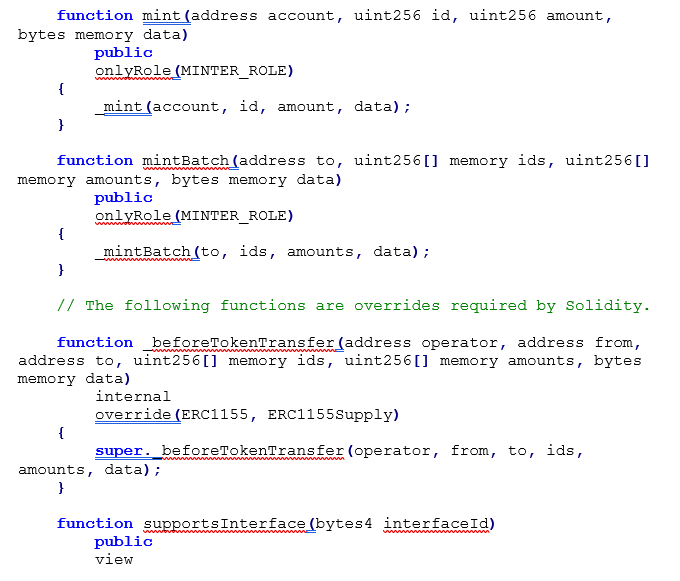 function mint(address account, uint256 id, uint256 amount,
bytes memory data)
public
onlyRole(MINTER_ROLE)
{
_mint(account, id, amount, data);
}
function mintBatch(address to, uint256[] memory ids, uint256[]
memory amounts, bytes memory data)
public
onlyRole(MINTER_ROLE)
{
_mintBatch(to, ids, amounts, data);
}
// The following functions are overrides required by Solidity.
function _beforeTokenTransfer(address operator, address from,
address to, uint256[] memory ids, uint256[] memory amounts, bytes
memory data)
internal
override(ERC1155, ERC1155Supply)
{
super._beforeTokenTransfer(operator, from, to, ids,
amounts, data);
}
function supportsInterface(bytes4 interfaceId)
public
view